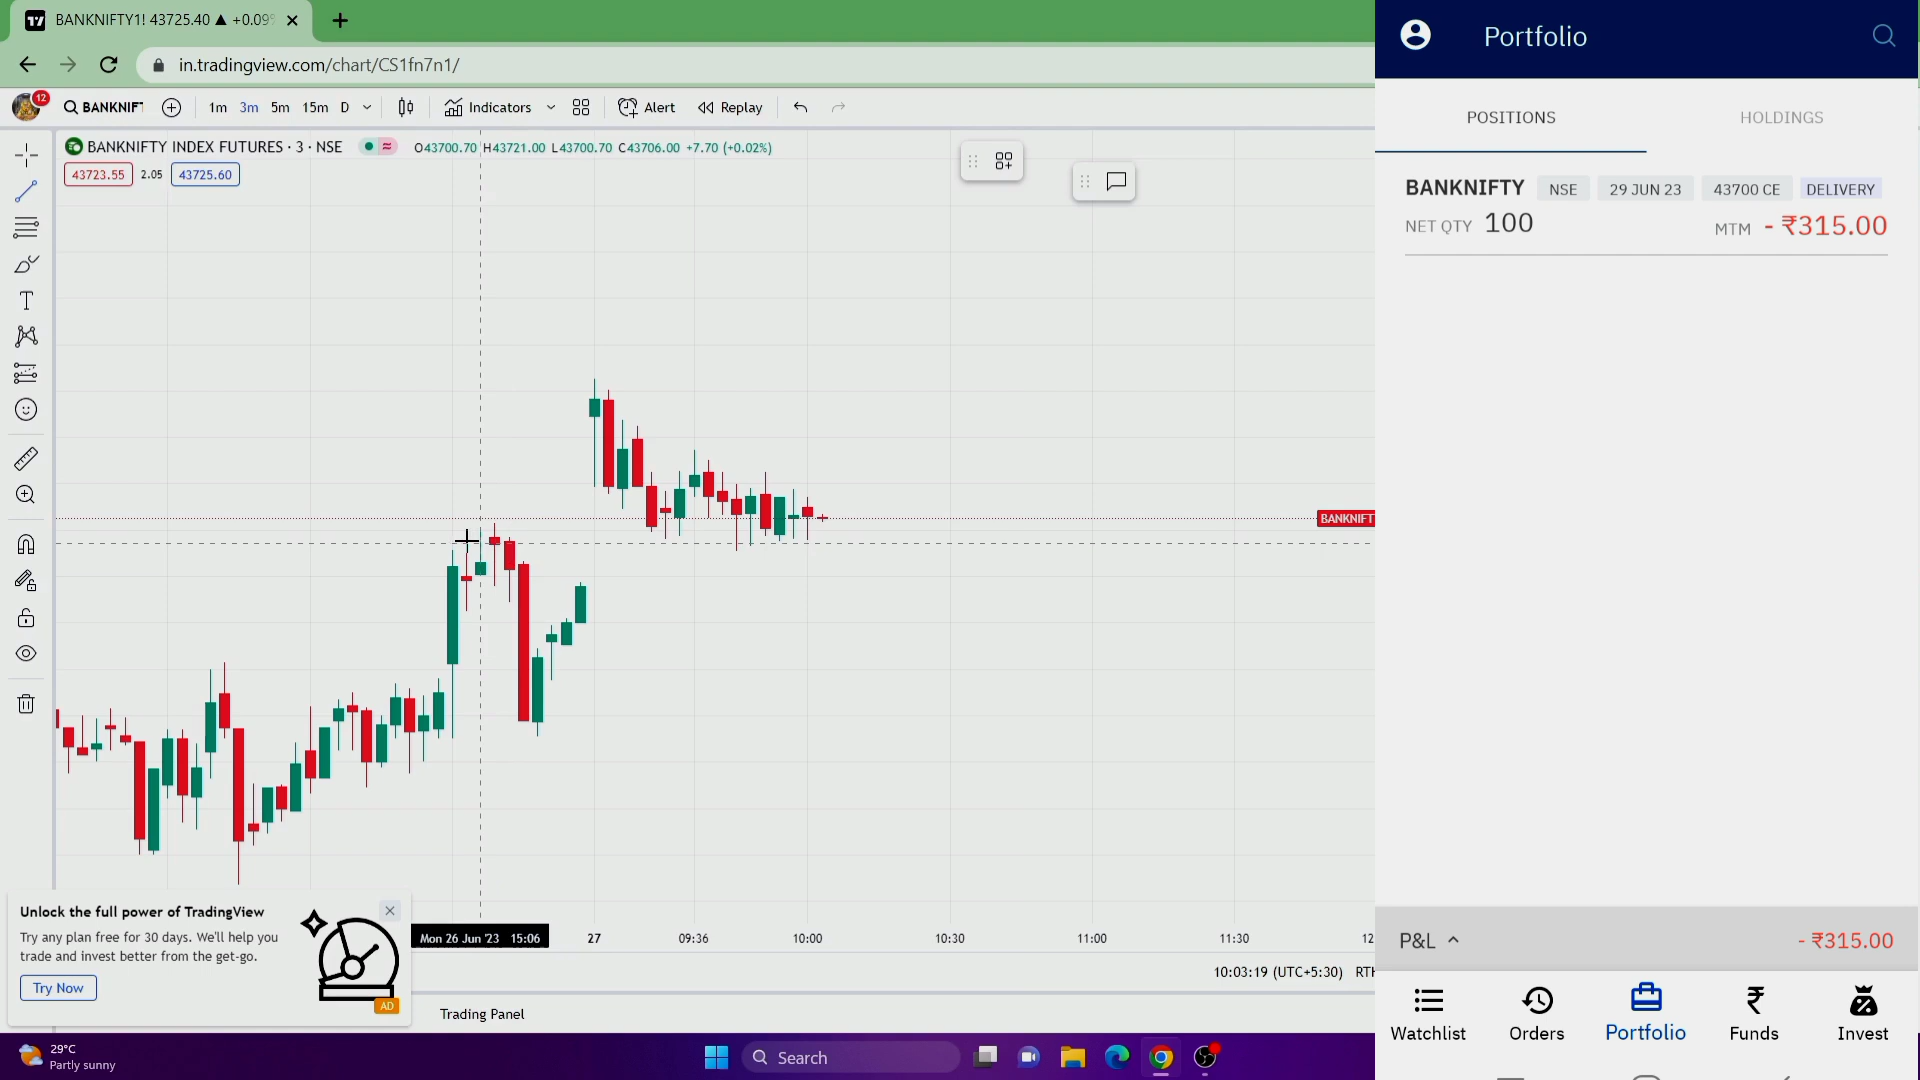 BANKNIFTY1! 43725.40 ▲ +0.09%
in.tradingview.com/chart/CS1fn7n1/
12
BANKNIF
1m 3m 5m 15m D
Indicators
Alert
Replay
BANKNIFTY INDEX FUTURES · 3 · NSE
O43700.70 H43721.00 L43700.70 C43706.00 +7.70 (+0.02%)
43723.55 2.05 43725.60
BANKNIFT
Unlock the full power of TradingView
Try any plan free for 30 days. We'll help you
trade and invest better from the get-go.
Try Now
AD
Mon 26 Jun '23 15:06
27 09:36 10:00 10:30 11:00 11:30
10:03:19 (UTC+5:30)
Trading Panel
29°C
Partly sunny
Search
Portfolio
POSITIONS HOLDINGS
BANKNIFTY NSE 29 JUN 23 43700 CE DELIVERY
NET QTY 100 MTM - ₹315.00
P&L - ₹315.00
Watchlist Orders Portfolio Funds Invest